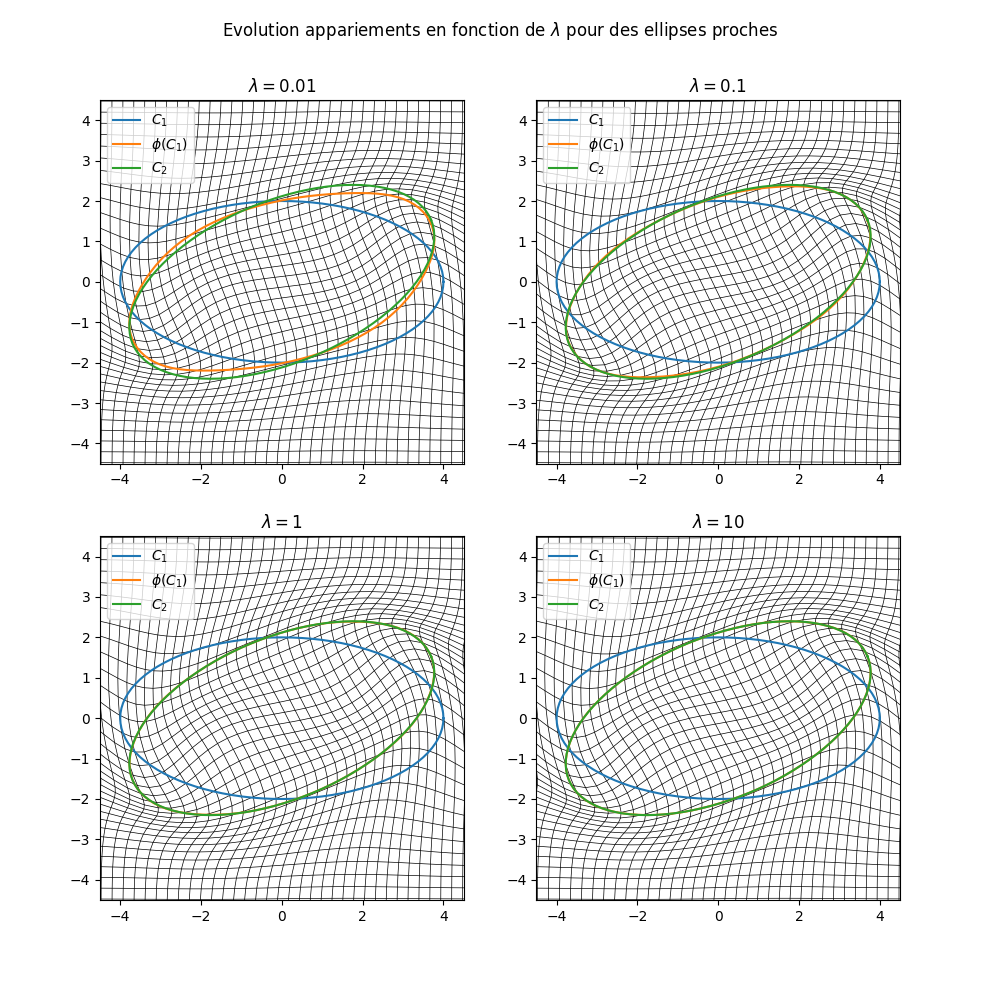 Evolution appariements en fonction de λ pour des ellipses proches
λ = 0.01
λ = 0.1
C₁
ϕ(C₁)
C₂
4
3
2
1
0
−1
−2
−3
−4
−4 −2 0 2 4
C₁
ϕ(C₁)
C₂
4
3
2
1
0
−1
−2
−3
−4
−4 −2 0 2 4
λ = 1
λ = 10
C₁
ϕ(C₁)
C₂
4
3
2
1
0
−1
−2
−3
−4
−4 −2 0 2 4
C₁
ϕ(C₁)
C₂
4
3
2
1
0
−1
−2
−3
−4
−4 −2 0 2 4